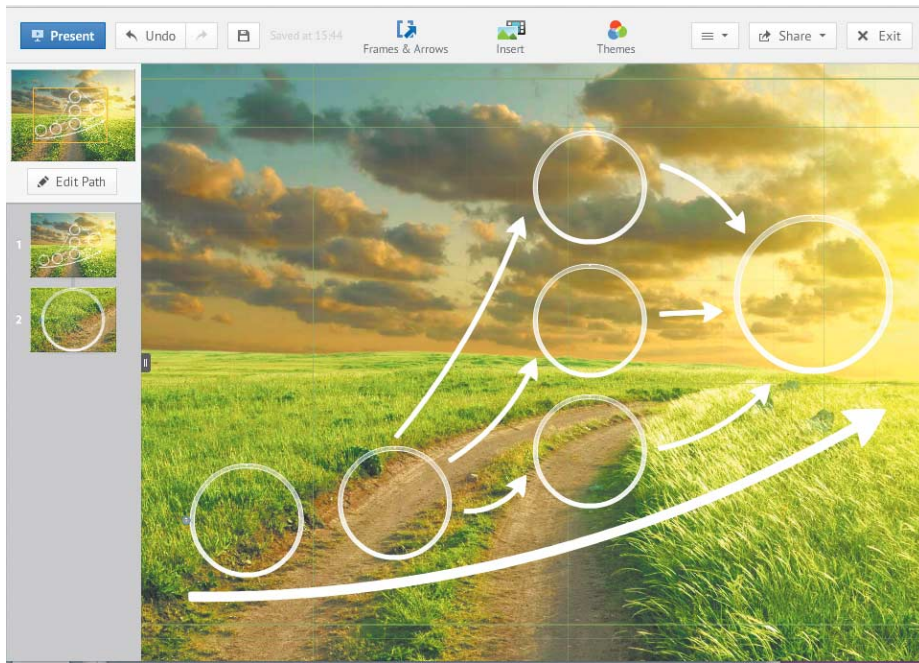 Present
Undo
Saved at 15:44
Frames & Arrows
Insert
Themes
Share
Exit
Edit Path
1
2